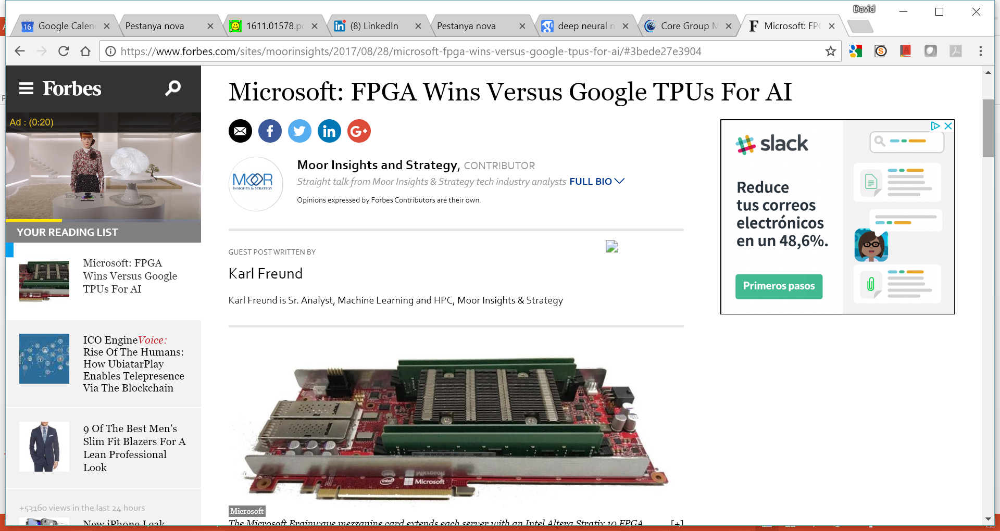 David
16 Google Calen
Pestanya nova
1611.01578.p
(8) LinkedIn
Pestanya nova
deep neural n
Core Group M
F Microsoft: FPG
https://www.forbes.com/sites/moorinsights/2017/08/28/microsoft-fpga-wins-versus-google-tpus-for-ai/#3bede27e3904
Forbes
Ad : (0:20)
YOUR READING LIST
Microsoft: FPGA
Wins Versus Google
TPUs For AI
ICO EngineVoice:
Rise Of The Humans:
How UbiatarPlay
Enables Telepresence
Via The Blockchain
9 Of The Best Men's
Slim Fit Blazers For A
Lean Professional
Look
+53160 views in the last 24 hours
New iPhone Leak
Microsoft: FPGA Wins Versus Google TPUs For AI
f in G+
MOOR
INSIGHTS & STRATEGY
Moor Insights and Strategy, CONTRIBUTOR
Straight talk from Moor Insights & Strategy tech industry analysts FULL BIO
Opinions expressed by Forbes Contributors are their own.
GUEST POST WRITTEN BY
Karl Freund
Karl Freund is Sr. Analyst, Machine Learning and HPC, Moor Insights & Strategy
intel Microsoft
Microsoft
The Microsoft Brainwave mezzanine card extends each server with an Intel Altera Stratix 10 FPGA [+]
slack
Reduce
tus correos
electrónicos
en un 48,6%.
Primeros pasos